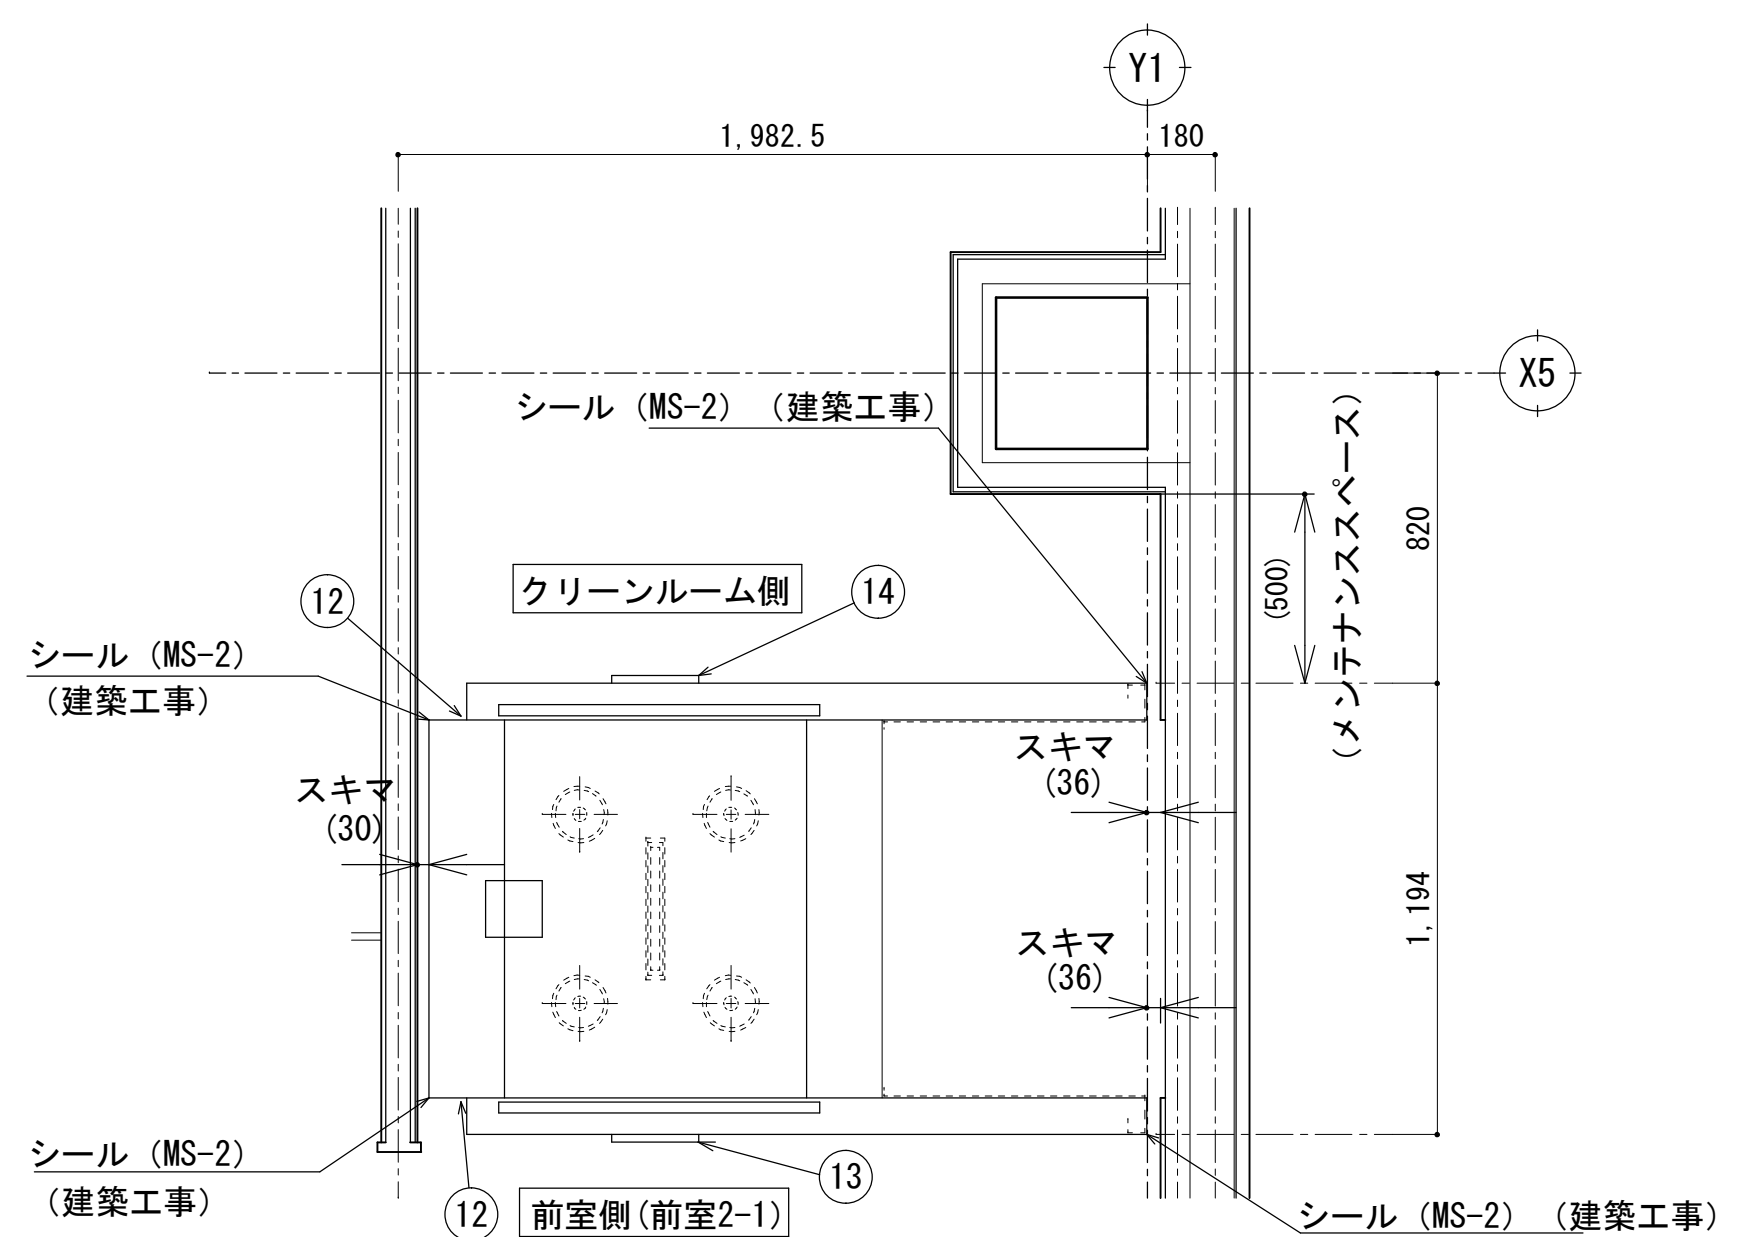 Y1
1,982.5
180
X5
シール (MS-2) (建築工事)
(メンテナンススペース)
820
(500)
クリーンルーム側
14
12
シール (MS-2)
(建築工事)
スキマ
(36)
スキマ
(30)
1,194
スキマ
(36)
シール (MS-2)
(建築工事)
13
12
前室側(前室2-1)
シール (MS-2) (建築工事)